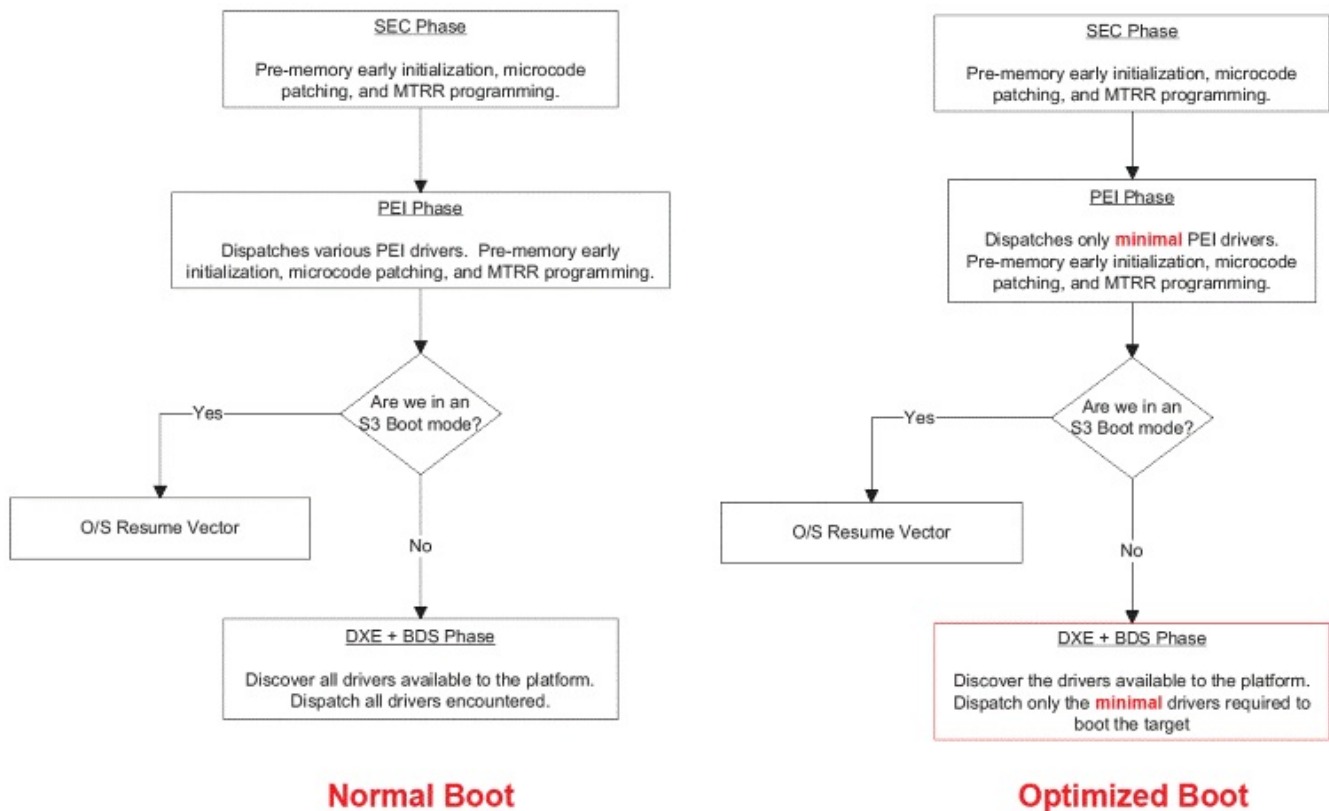 SEC Phase
Pre-memory early initialization, microcode
patching, and MTRR programming.
PEI Phase
Dispatches various PEI drivers. Pre-memory early
initialization, microcode patching, and MTRR programming.
Are we in an
S3 Boot mode?
Yes
O/S Resume Vector
No
DXE + BDS Phase
Discover all drivers available to the platform.
Dispatch all drivers encountered.
Normal Boot
SEC Phase
Pre-memory early initialization, microcode
patching, and MTRR programming.
PEI Phase
Dispatches only minimal PEI drivers.
Pre-memory early initialization, microcode
patching, and MTRR programming.
Are we in an
S3 Boot mode?
Yes
O/S Resume Vector
No
DXE + BDS Phase
Discover the drivers available to the platform.
Dispatch only the minimal drivers required to
boot the target
Optimized Boot